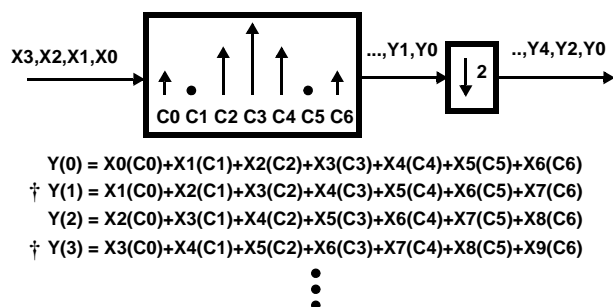 X3,X2,X1,X0
...,Y1,Y0
2
..,Y4,Y2,Y0
C0 C1 C2 C3 C4 C5 C6
Y(0) = X0(C0)+X1(C1)+X2(C2)+X3(C3)+X4(C4)+X5(C5)+X6(C6)
† Y(1) = X1(C0)+X2(C1)+X3(C2)+X4(C3)+X5(C4)+X6(C5)+X7(C6)
Y(2) = X2(C0)+X3(C1)+X4(C2)+X5(C3)+X6(C4)+X7(C5)+X8(C6)
† Y(3) = X3(C0)+X4(C1)+X5(C2)+X6(C3)+X7(C4)+X8(C5)+X9(C6)